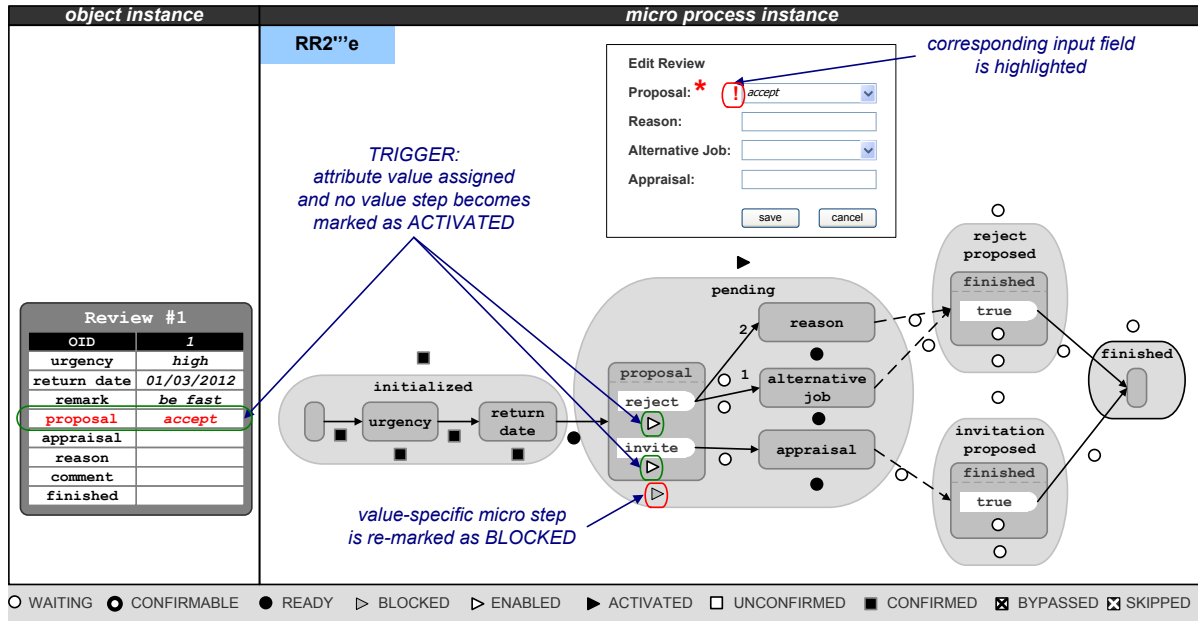 object instance
micro process instance
RR2'''e
Edit Review
Proposal: *
! accept
Reason:
Alternative Job:
Appraisal:
save
cancel
corresponding input field
is highlighted
TRIGGER:
attribute value assigned
and no value step becomes
marked as ACTIVATED
Review #1
OID 1
urgency high
return date 01/03/2012
remark be fast
proposal accept
appraisal
reason
comment
finished
initialized
urgency
return
date
pending
proposal
reject
invite
2
1
reason
alternative
job
appraisal
reject
proposed
finished
true
invitation
proposed
finished
true
finished
value-specific micro step
is re-marked as BLOCKED
WAITING CONFIRMABLE READY BLOCKED ENABLED ACTIVATED UNCONFIRMED CONFIRMED BYPASSED SKIPPED